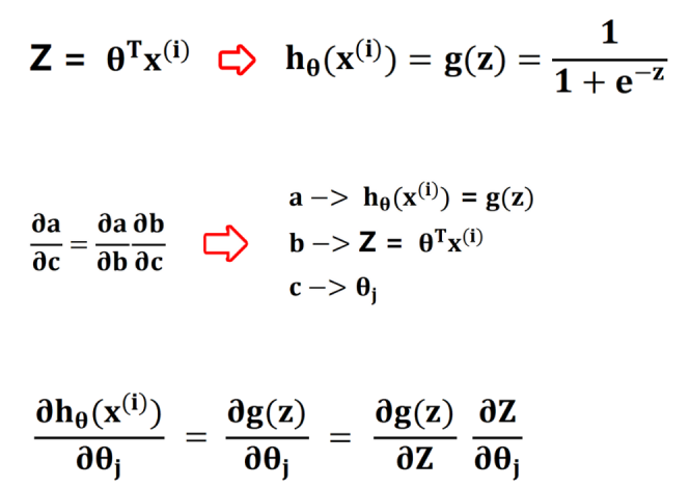 Z = θᵀx⁽ⁱ⁾ ⇨ h_θ(x⁽ⁱ⁾) = g(z) = 1 / (1 + e^(−z))
a −> h_θ(x⁽ⁱ⁾) = g(z)
∂a/∂c = ∂a/∂b ∂b/∂c ⇨ b −> Z = θᵀx⁽ⁱ⁾
c −> θ_j
∂h_θ(x⁽ⁱ⁾)/∂θ_j = ∂g(z)/∂θ_j = ∂g(z)/∂Z ∂Z/∂θ_j